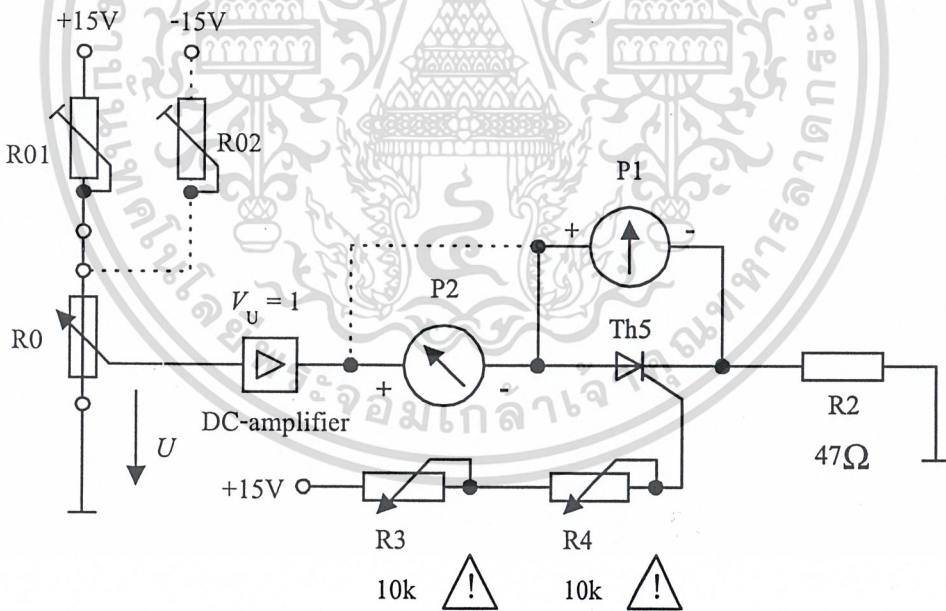 +15V
-15V
R01
R02
P1
+
-
P2
V_U = 1
Th5
R0
+
-
DC-amplifier
R2
U
47Ω
+15V
R3
R4
10k
!
10k
!